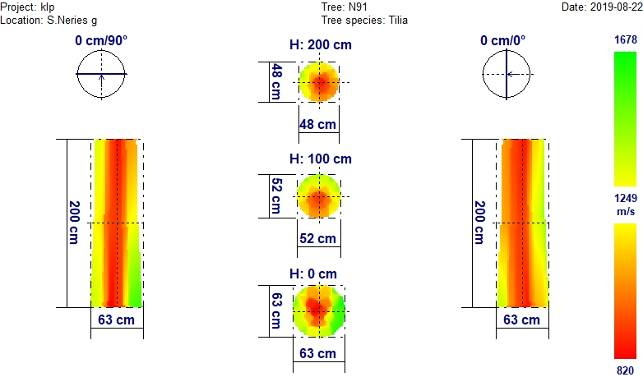 Project: klp
Tree: N91
Date: 2019-08-22
Location: S.Neries g
Tree species: Tilia
0 cm/90°
H: 200 cm
0 cm/0°
1678
48 cm
48 cm
H: 100 cm
200 cm
52 cm
52 cm
200 cm
1249
m/s
H: 0 cm
63 cm
63 cm
63 cm
63 cm
820